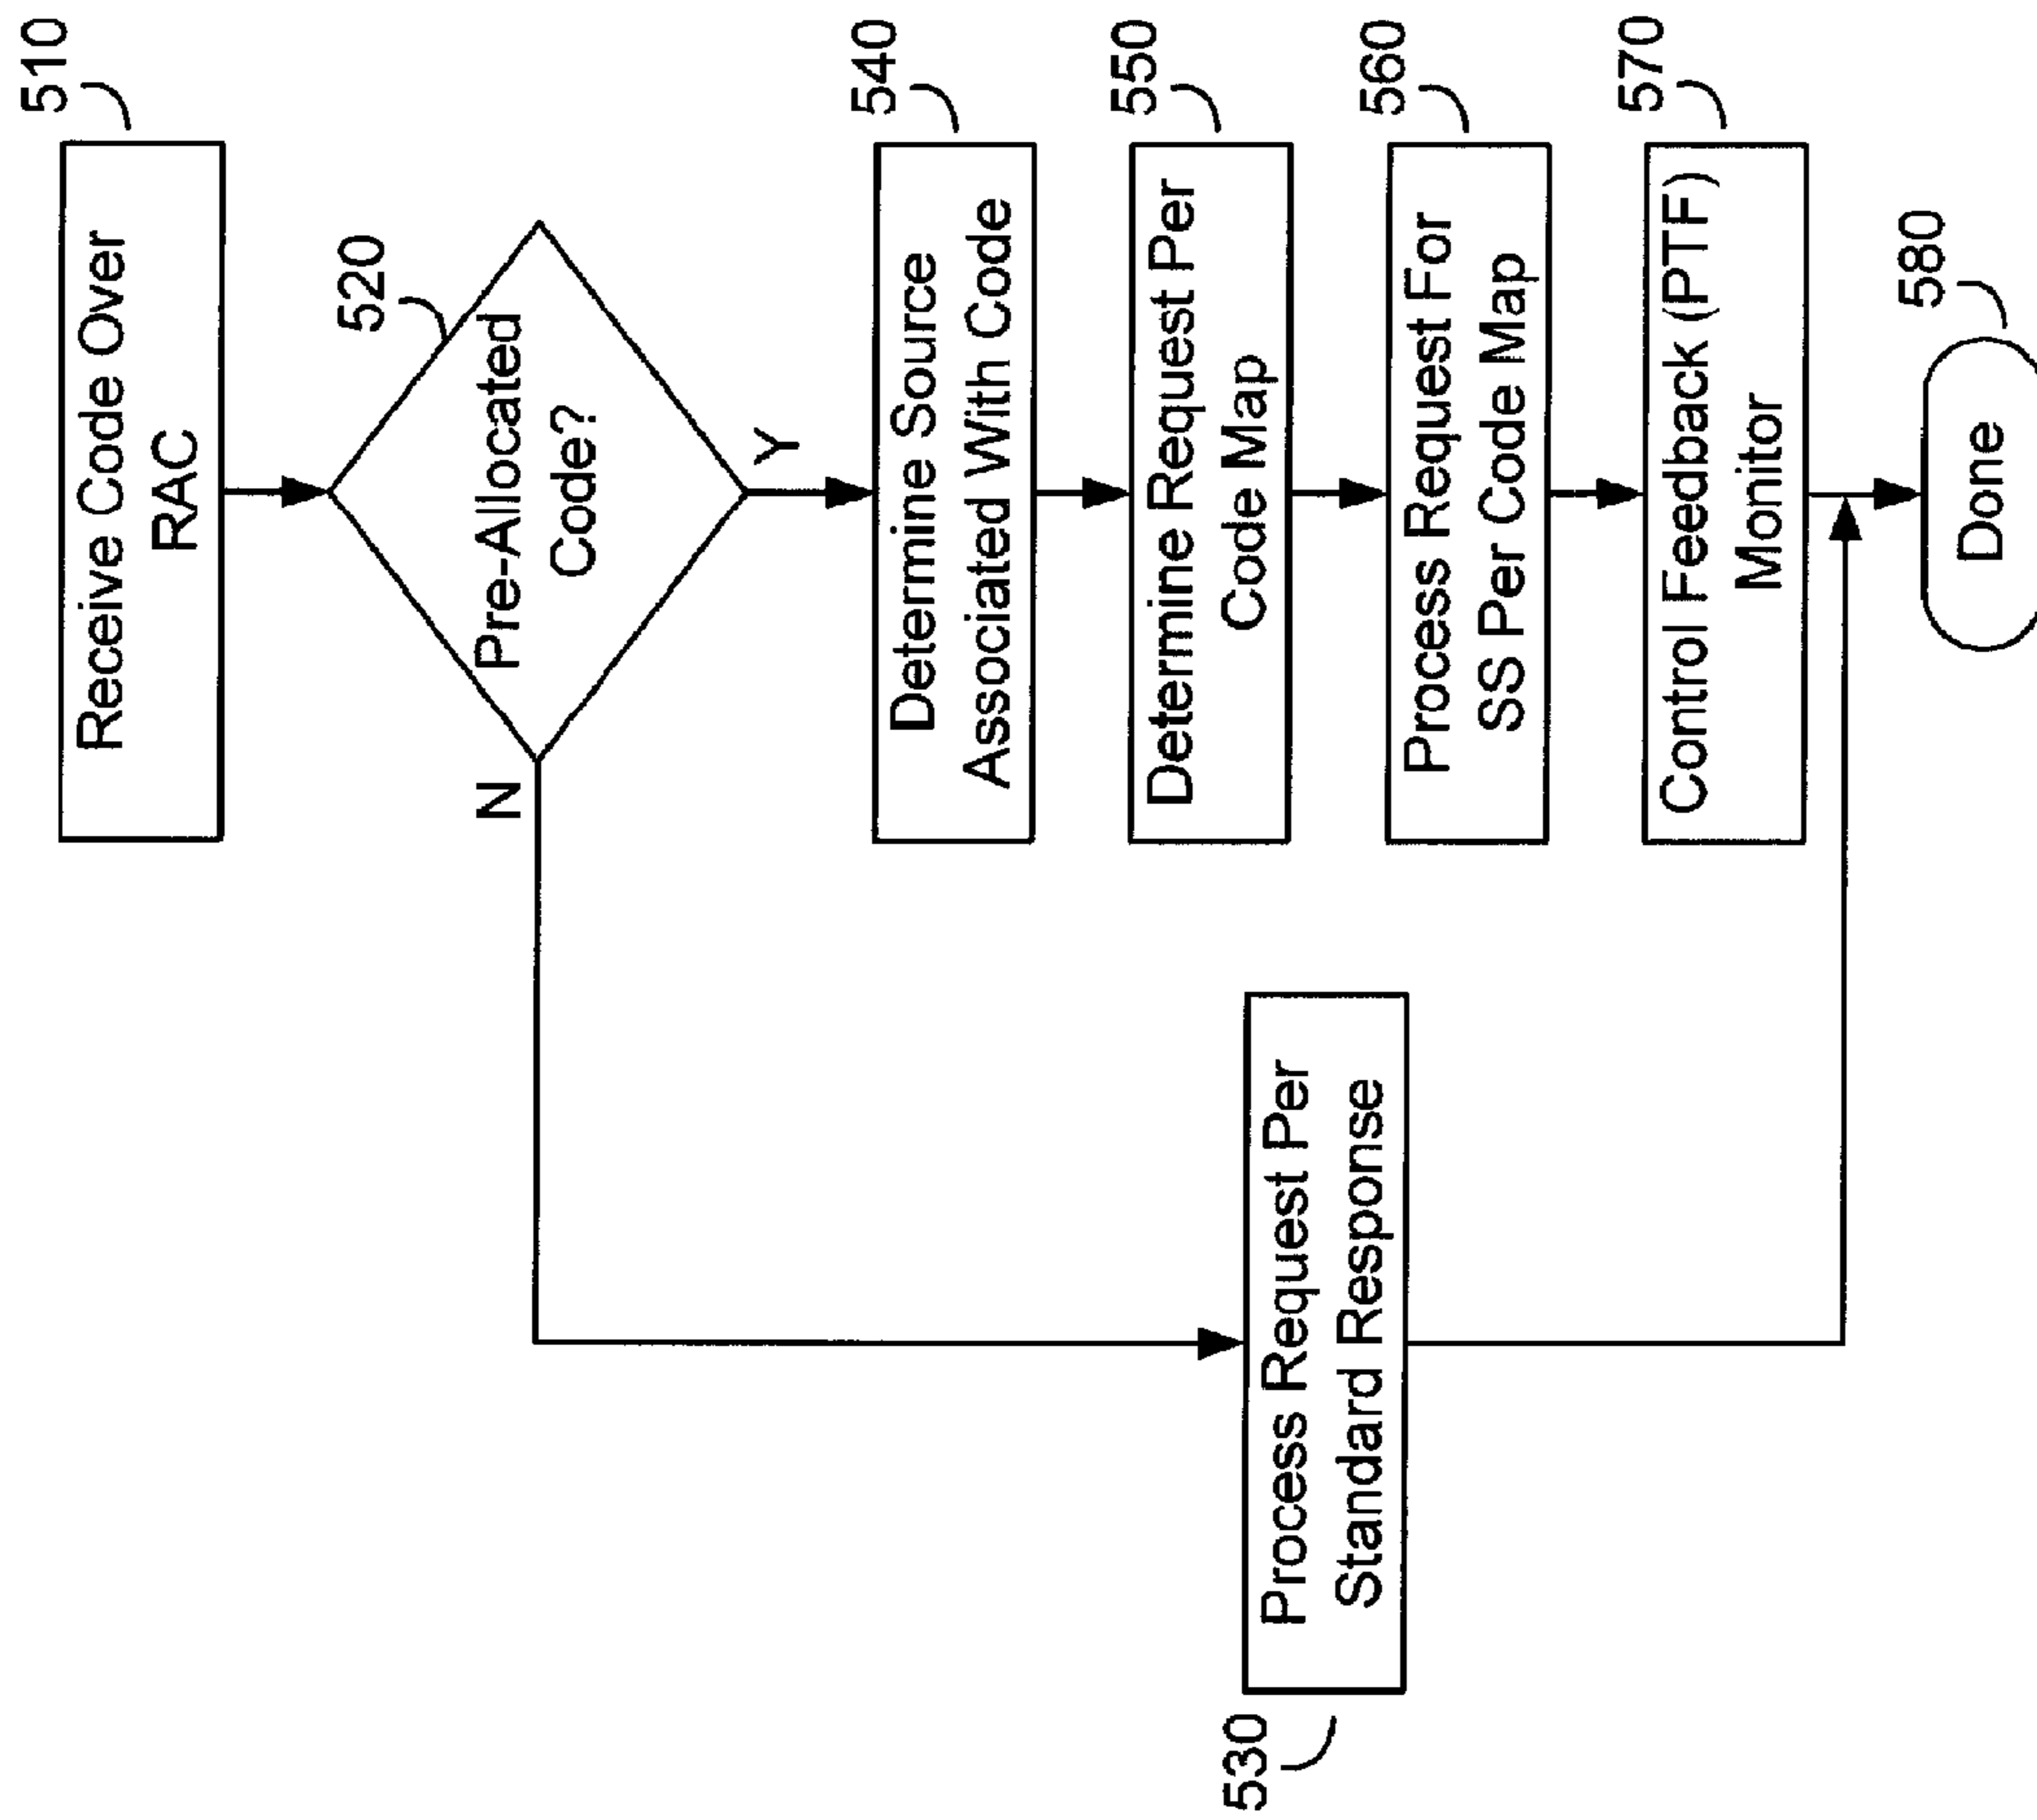 510
Receive Code Over
RAC
520
Pre-Allocated
Code?
N
Y
530
Process Request Per
Standard Response
540
Determine Source
Associated With Code
550
Determine Request Per
Code Map
560
Process Request For
SS Per Code Map
570
Control Feedback (PTF)
Monitor
580
Done